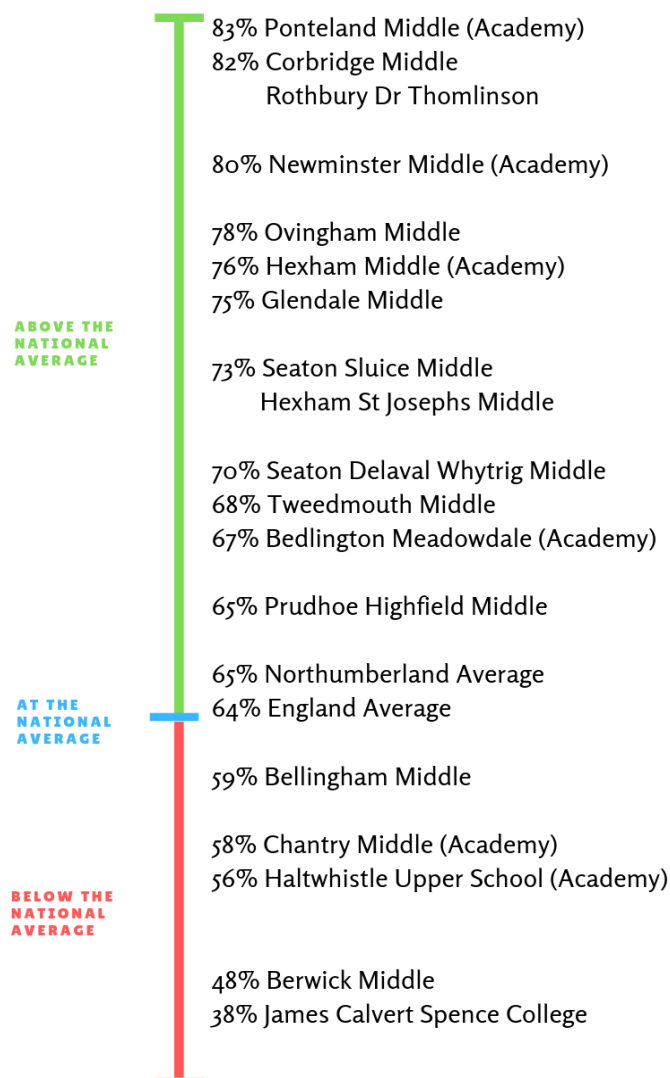 83% Ponteland Middle (Academy)
82% Corbridge Middle
Rothbury Dr Thomlinson
80% Newminster Middle (Academy)
78% Ovingham Middle
76% Hexham Middle (Academy)
75% Glendale Middle
ABOVE THE
NATIONAL
AVERAGE
73% Seaton Sluice Middle
Hexham St Josephs Middle
70% Seaton Delaval Whytrig Middle
68% Tweedmouth Middle
67% Bedlington Meadowdale (Academy)
65% Prudhoe Highfield Middle
65% Northumberland Average
64% England Average
AT THE
NATIONAL
AVERAGE
59% Bellingham Middle
58% Chantry Middle (Academy)
56% Haltwhistle Upper School (Academy)
BELOW THE
NATIONAL
AVERAGE
48% Berwick Middle
38% James Calvert Spence College